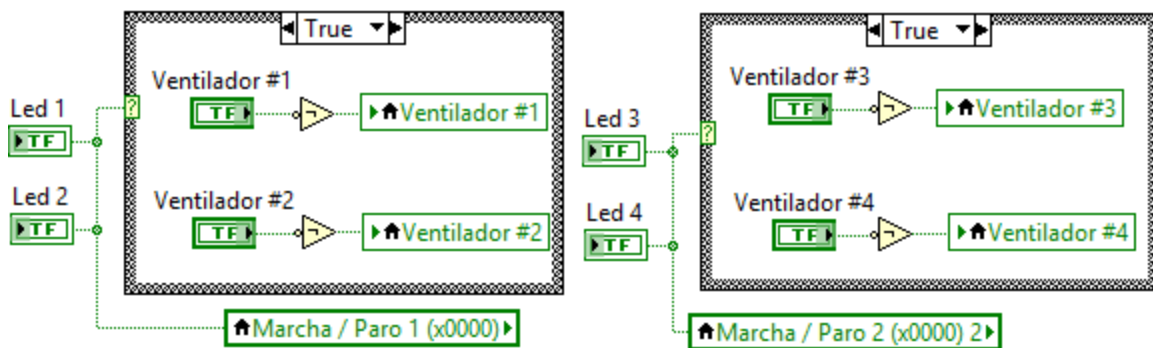 True
Ventilador #1
TF
Ventilador #1
Led 1
?
TF
Led 2
TF
Ventilador #2
TF
Ventilador #2
Marcha / Paro 1 (x0000)
True
Ventilador #3
TF
Ventilador #3
Led 3
?
TF
Led 4
TF
Ventilador #4
TF
Ventilador #4
Marcha / Paro 2 (x0000) 2